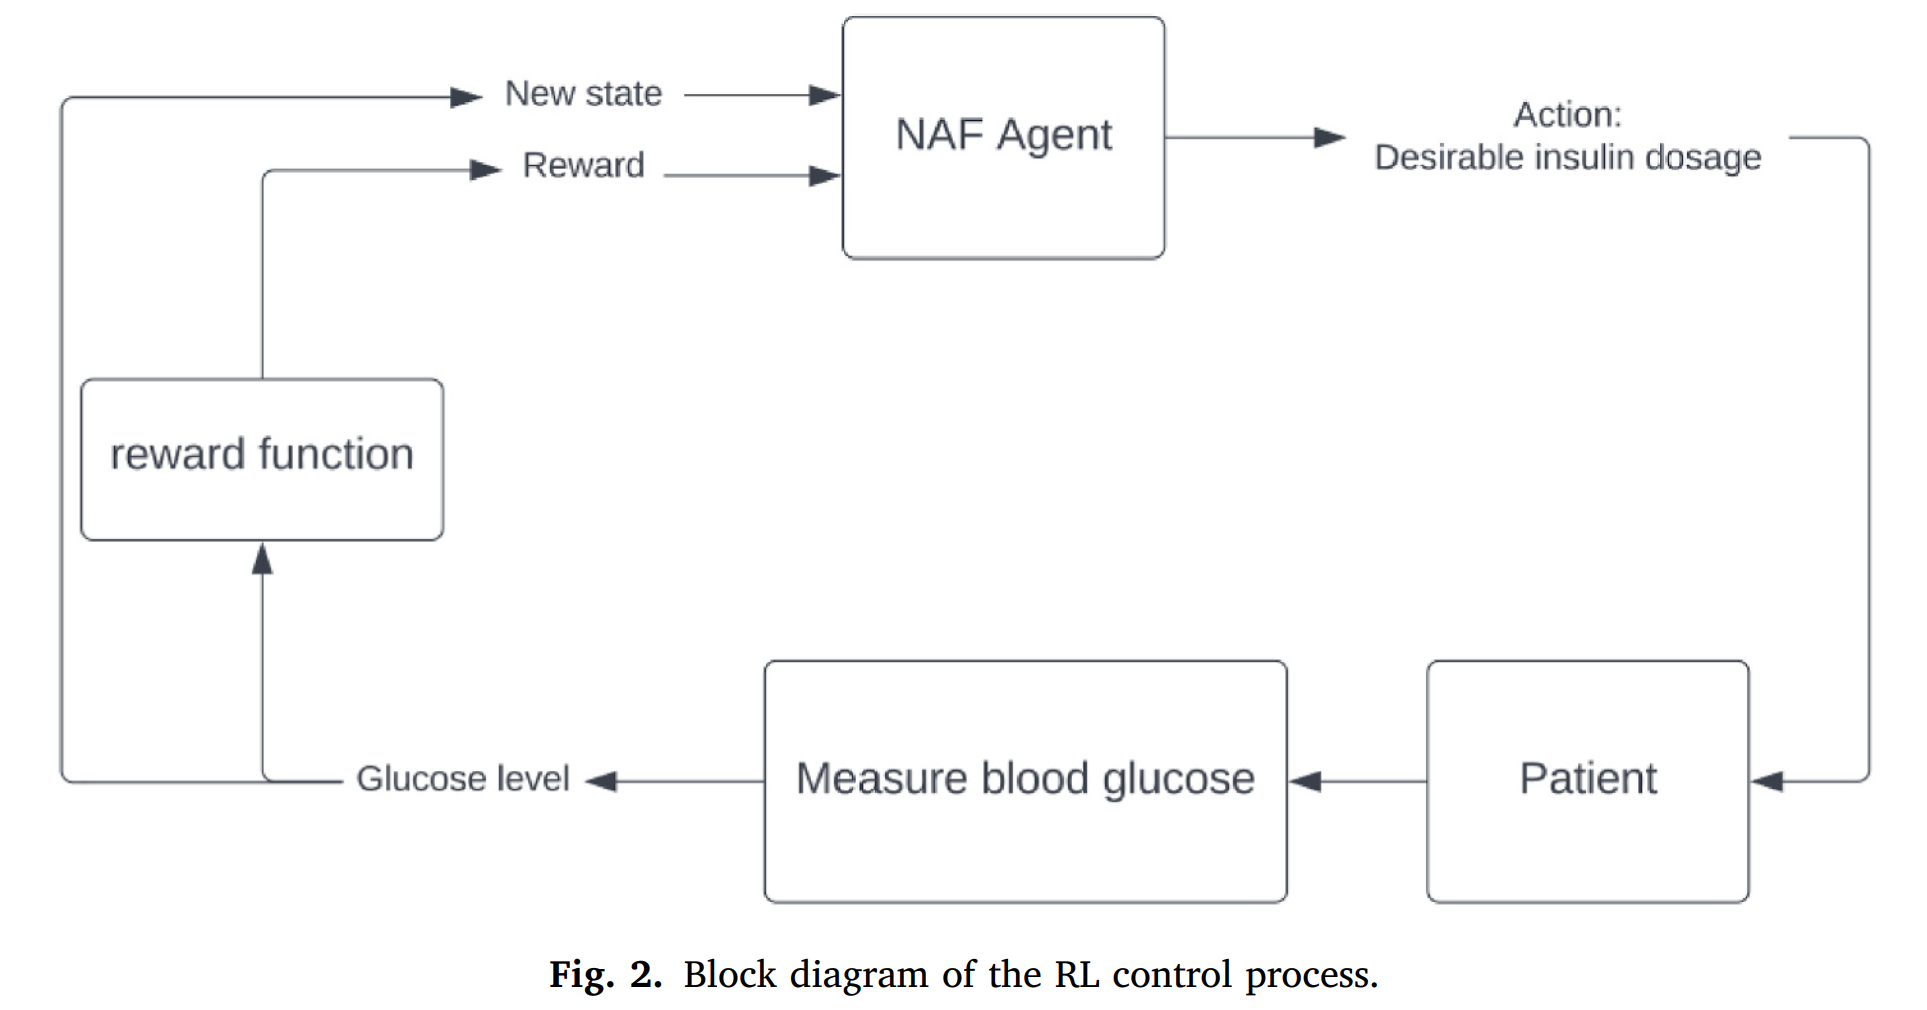 New state
Reward
NAF Agent
Action:
Desirable insulin dosage
reward function
Glucose level
Measure blood glucose
Patient
Fig. 2. Block diagram of the RL control process.